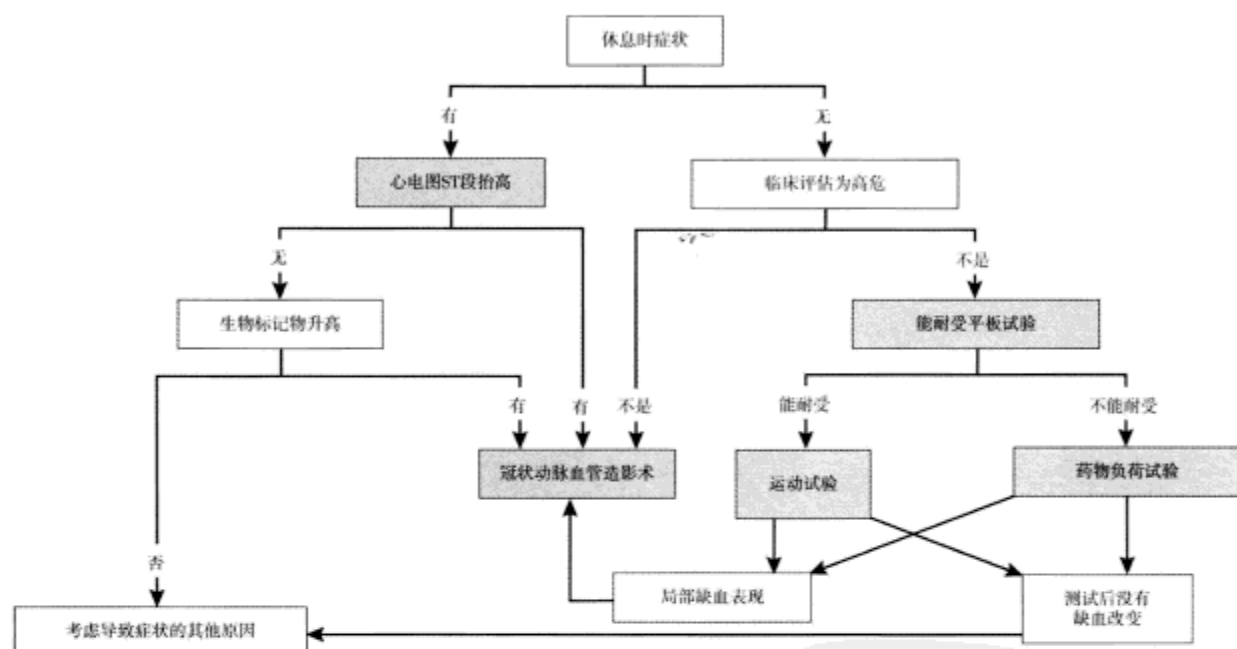 休息时症状
有
无
心电图ST段抬高
临床评估为高危
无
不是
生物标记物升高
能耐受平板试验
有
有
不是
能耐受
不能耐受
冠状动脉血管造影术
运动试验
药物负荷试验
否
局部缺血表现
测试后没有
缺血改变
考虑导致症状的其他原因